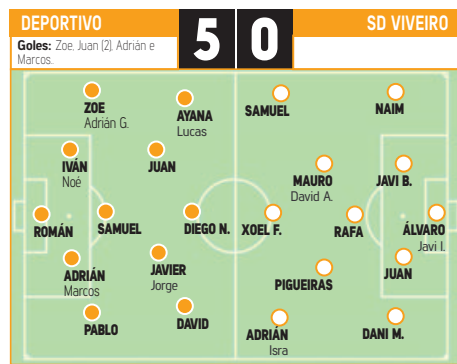 DEPORTIVO
5 0
SD VIVEIRO
Goles: Zoe, Juan (2), Adrián e
Marcos.
ZOE
Adrián G.
AYANA
Lucas
SAMUEL
NAIM
IVÁN
Noé
JUAN
MAURO
David A.
JAVI B.
ROMÁN
SAMUEL
DIEGO N.
XOEL F.
RAFA
ÁLVARO
Javi I.
ADRIÁN
Marcos
JAVIER
Jorge
PIGUEIRAS
JUAN
PABLO
DAVID
ADRIÁN
Isra
DANI M.